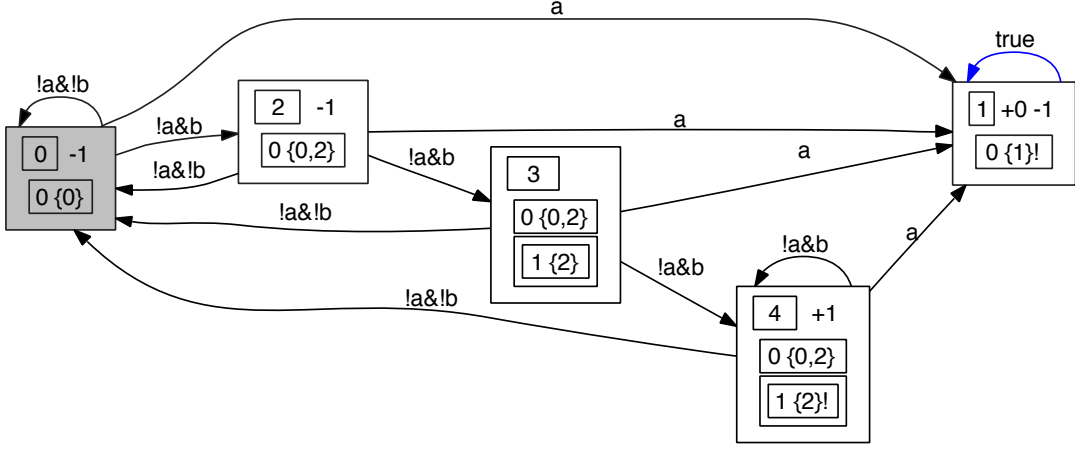 a
true
!a&!b
1 +0 -1
2 -1
a
!a&b
0 {1}!
0 -1
0 {0,2}
!a&b
a
!a&!b
3
0 {0}
!a&!b
0 {0,2}
1 {2}
!a&b
!a&b
a
!a&!b
4 +1
0 {0,2}
1 {2}!